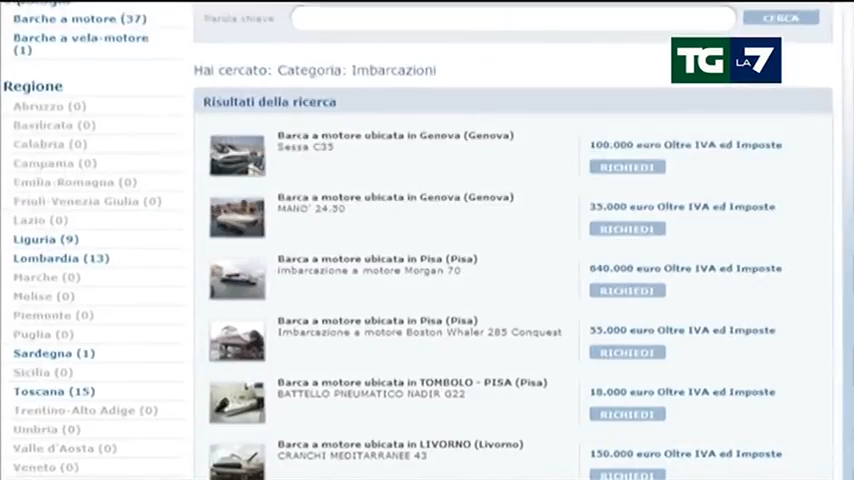 Barche a motore (37)
Barche a vela-motore
(1)
Regione
Abruzzo (0)
Basilicata (0)
Calabria (0)
Campania (0)
Emilia-Romagna (0)
Friuli-Venezia Giulia (0)
Lazio (0)
Liguria (9)
Lombardia (13)
Marche (0)
Molise (0)
Piemonte (0)
Puglia (0)
Sardegna (1)
Sicilia (0)
Toscana (15)
Trentino-Alto Adige (0)
Umbria (0)
Valle d'Aosta (0)
Veneto (0)
Parola chiave
CERCA
TG LA7
Hai cercato: Categoria: Imbarcazioni
Risultati della ricerca
Barca a motore ubicata in Genova (Genova)
Sessa C35
100.000 euro Oltre IVA ed Imposte
RICHIEDI
Barca a motore ubicata in Genova (Genova)
MANO' 24.50
35.000 euro Oltre IVA ed Imposte
RICHIEDI
Barca a motore ubicata in Pisa (Pisa)
Imbarcazione a motore Morgan 70
640.000 euro Oltre IVA ed Imposte
RICHIEDI
Barca a motore ubicata in Pisa (Pisa)
Imbarcazione a motore Boston Whaler 285 Conquest
55.000 euro Oltre IVA ed Imposte
RICHIEDI
Barca a motore ubicata in TOMBOLO - PISA (Pisa)
BATTELLO PNEUMATICO NADIR G22
18.000 euro Oltre IVA ed Imposte
RICHIEDI
Barca a motore ubicata in LIVORNO (Livorno)
CRANCHI MEDITARRANEE 43
150.000 euro Oltre IVA ed Imposte
RICHIEDI